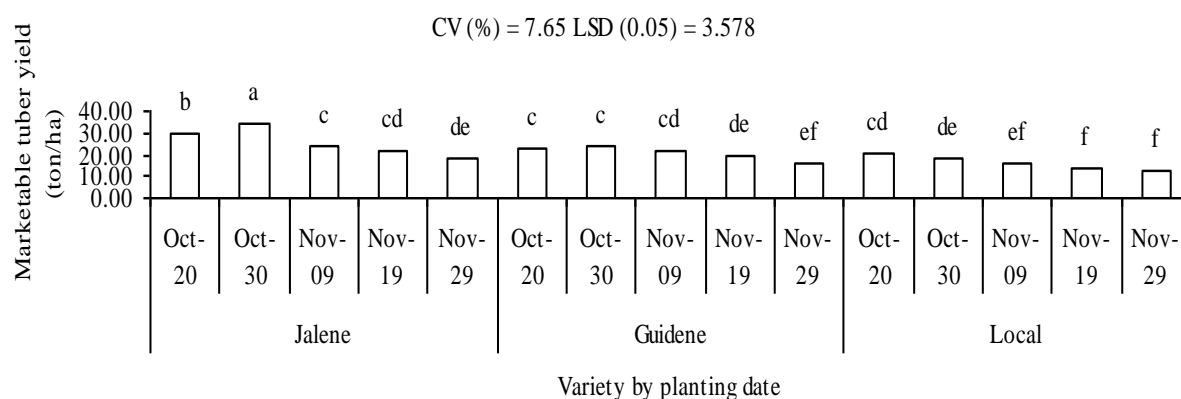 CV (%) = 7.65 LSD (0.05) = 3.578
Marketable tuber yield
(ton/ha)
40.00
30.00
20.00
10.00
0.00
b a c cd de c c cd de ef cd de ef f f
Oct- Oct- Nov- Nov- Nov- Oct- Oct- Nov- Nov- Nov- Oct- Oct- Nov- Nov- Nov-
20 30 09 19 29 20 30 09 19 29 20 30 09 19 29
Jalene Guidene Local
Variety by planting date